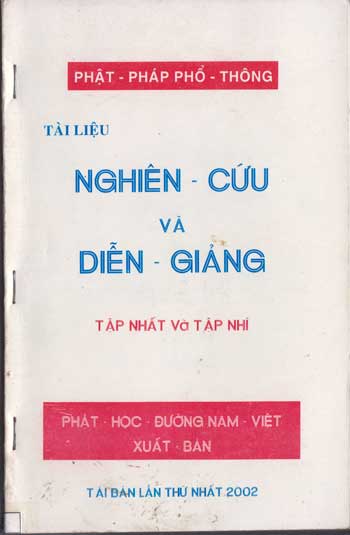 PHẬT - PHÁP PHỔ - THÔNG
TÀI LIỆU
NGHIÊN - CỨU
VÀ
DIỄN - GIẢNG
TẬP NHẤT Và TẬP NHÌ
PHẬT - HỌC - ĐƯỜNG NAM - VIỆT
XUẤT - BẢN
TÁI BẢN LẦN THỨ NHẤT 2002